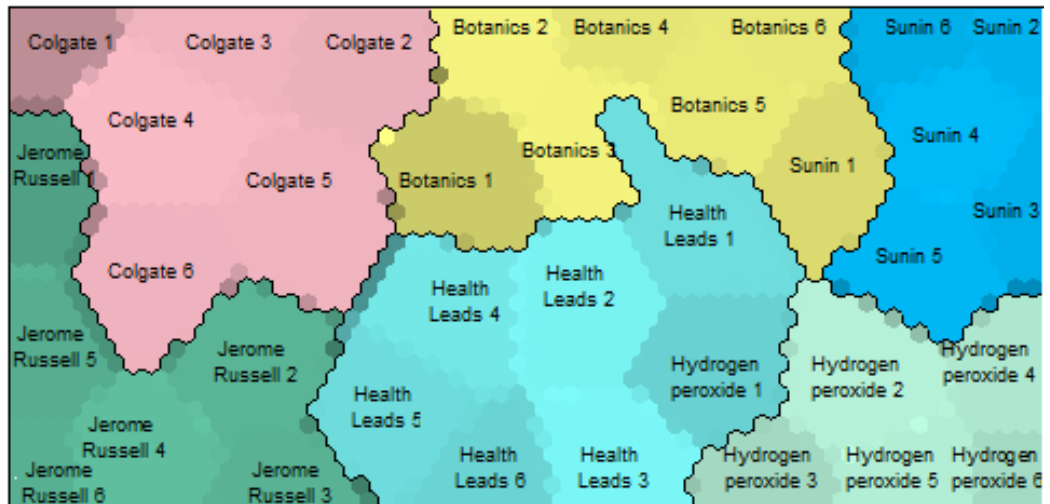 Colgate 1
Colgate 3
Colgate 2
Botanics 2
Botanics 4
Botanics 6
Sunin 6
Sunin 2
Colgate 4
Botanics 5
Sunin 4
Jerome
Russell 1
Colgate 5
Botanics 1
Botanics 3
Sunin 1
Health
Leads 1
Sunin 3
Colgate 6
Health
Leads 4
Health
Leads 2
Sunin 5
Jerome
Russell 5
Jerome
Russell 2
Hydrogen
peroxide 1
Hydrogen
peroxide 2
Hydrogen
peroxide 4
Health
Leads 5
Jerome
Russell 4
Jerome
Russell 6
Jerome
Russell 3
Health
Leads 6
Health
Leads 3
Hydrogen
peroxide 3
Hydrogen
peroxide 5
Hydrogen
peroxide 6